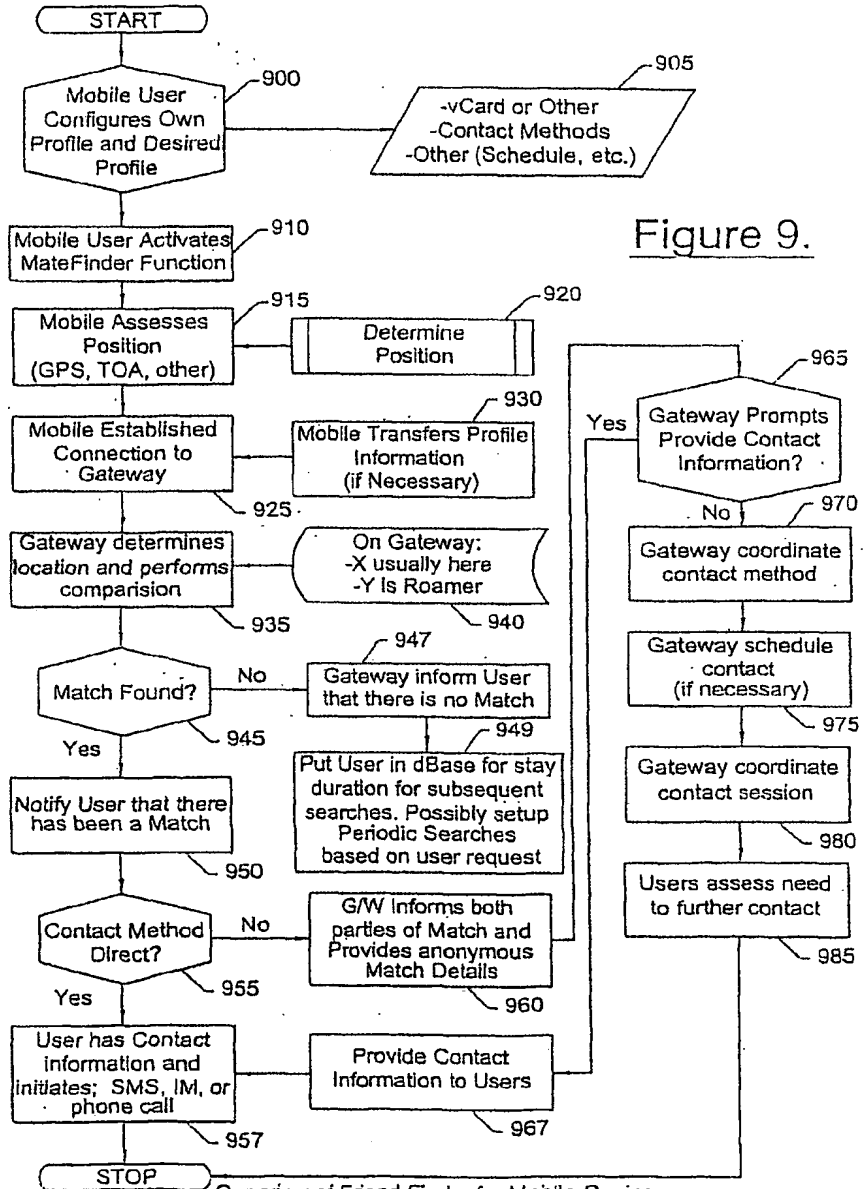 START
900
Mobile User
Configures Own
Profile and Desired
Profile
905
-vCard or Other
-Contact Methods
-Other (Schedule, etc.)
Figure 9.
910
Mobile User Activates
MateFinder Function
915
Mobile Assesses
Position
(GPS, TOA, other)
920
Determine
Position
930
Mobile Established
Connection to
Gateway
925
Mobile Transfers Profile
Information
(if Necessary)
Gateway determines
location and performs
comparision
935
On Gateway:
-X usually here
-Y is Roamer
940
Match Found?
945
No
Yes
947
Gateway inform User
that there is no Match
949
Put User in dBase for stay
duration for subsequent
searches. Possibly setup
Periodic Searches
based on user request
Notify User that there
has been a Match
950
Contact Method
Direct?
955
No
Yes
G/W Informs both
parties of Match and
Provides anonymous
Match Details
960
User has Contact
information and
initiates; SMS, IM, or
phone call
957
Provide Contact
Information to Users
967
965
Yes
Gateway Prompts
Provide Contact
Information?
No
970
Gateway coordinate
contact method
Gateway schedule
contact
(if necessary)
975
Gateway coordinate
contact session
980
Users assess need
to further contact
985
STOP